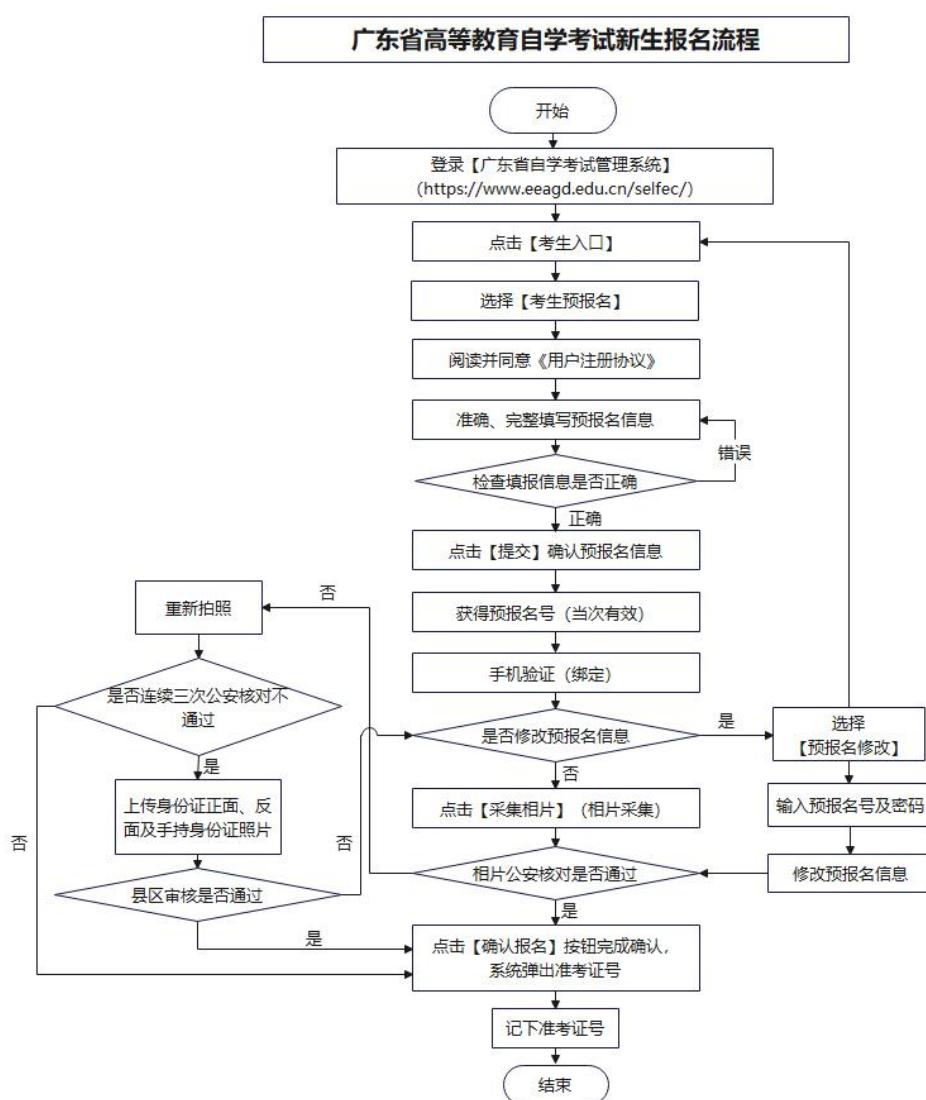 广东省高等教育自学考试新生报名流程
开始
登录【广东省自学考试管理系统】
（https://www.eeagd.edu.cn/selfec/）
点击【考生入口】
选择【考生预报名】
阅读并同意《用户注册协议》
准确、完整填写预报名信息
错误
检查填报信息是否正确
正确
点击【提交】确认预报名信息
获得预报名号（当次有效）
手机验证（绑定）
是否修改预报名信息
是
选择
【预报名修改】
输入预报名号及密码
修改预报名信息
否
点击【采集相片】（相片采集）
相片公安核对是否通过
否
重新拍照
是否连续三次公安核对不
通过
是
上传身份证正面、反
面及手持身份证照片
否
否
县区审核是否通过
是
是
点击【确认报名】按钮完成确认，
系统弹出准考证号
记下准考证号
结束